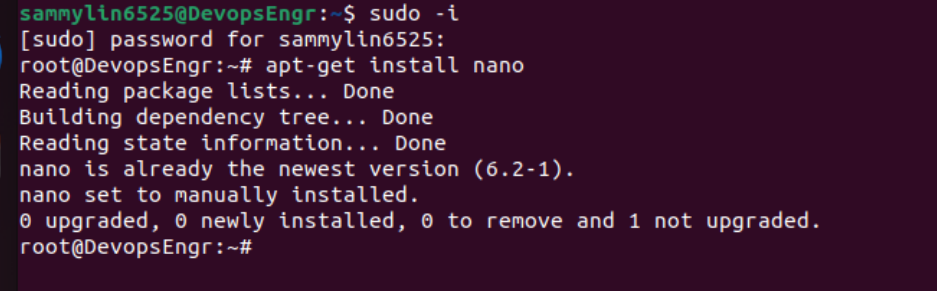 sammylin6525@DevopsEngr:~$ sudo -i
[sudo] password for sammylin6525:
root@DevopsEngr:~# apt-get install nano
Reading package lists... Done
Building dependency tree... Done
Reading state information... Done
nano is already the newest version (6.2-1).
nano set to manually installed.
0 upgraded, 0 newly installed, 0 to remove and 1 not upgraded.
root@DevopsEngr:~#